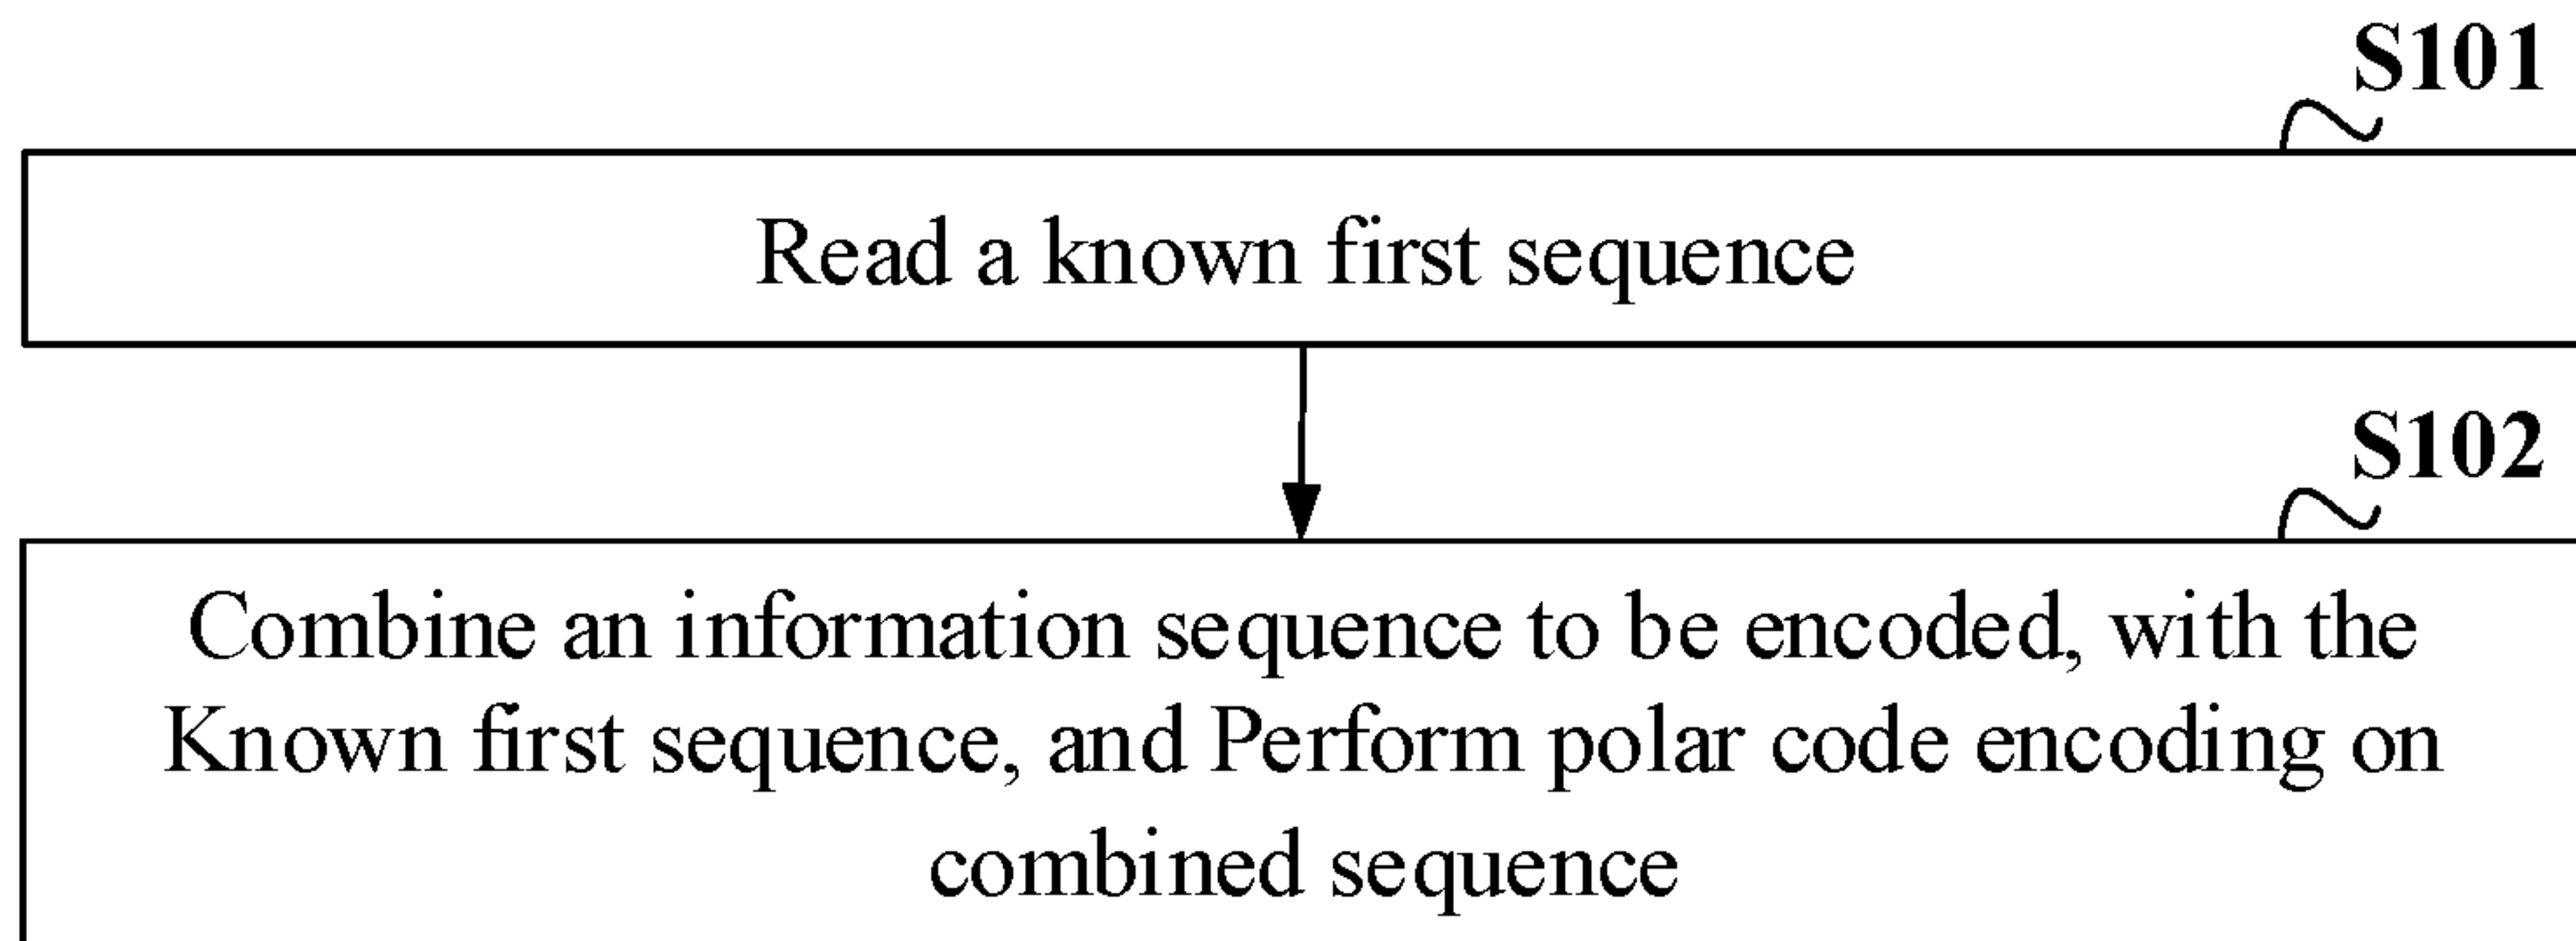 S101
Read a known first sequence
S102
Combine an information sequence to be encoded, with the
Known first sequence, and Perform polar code encoding on
combined sequence